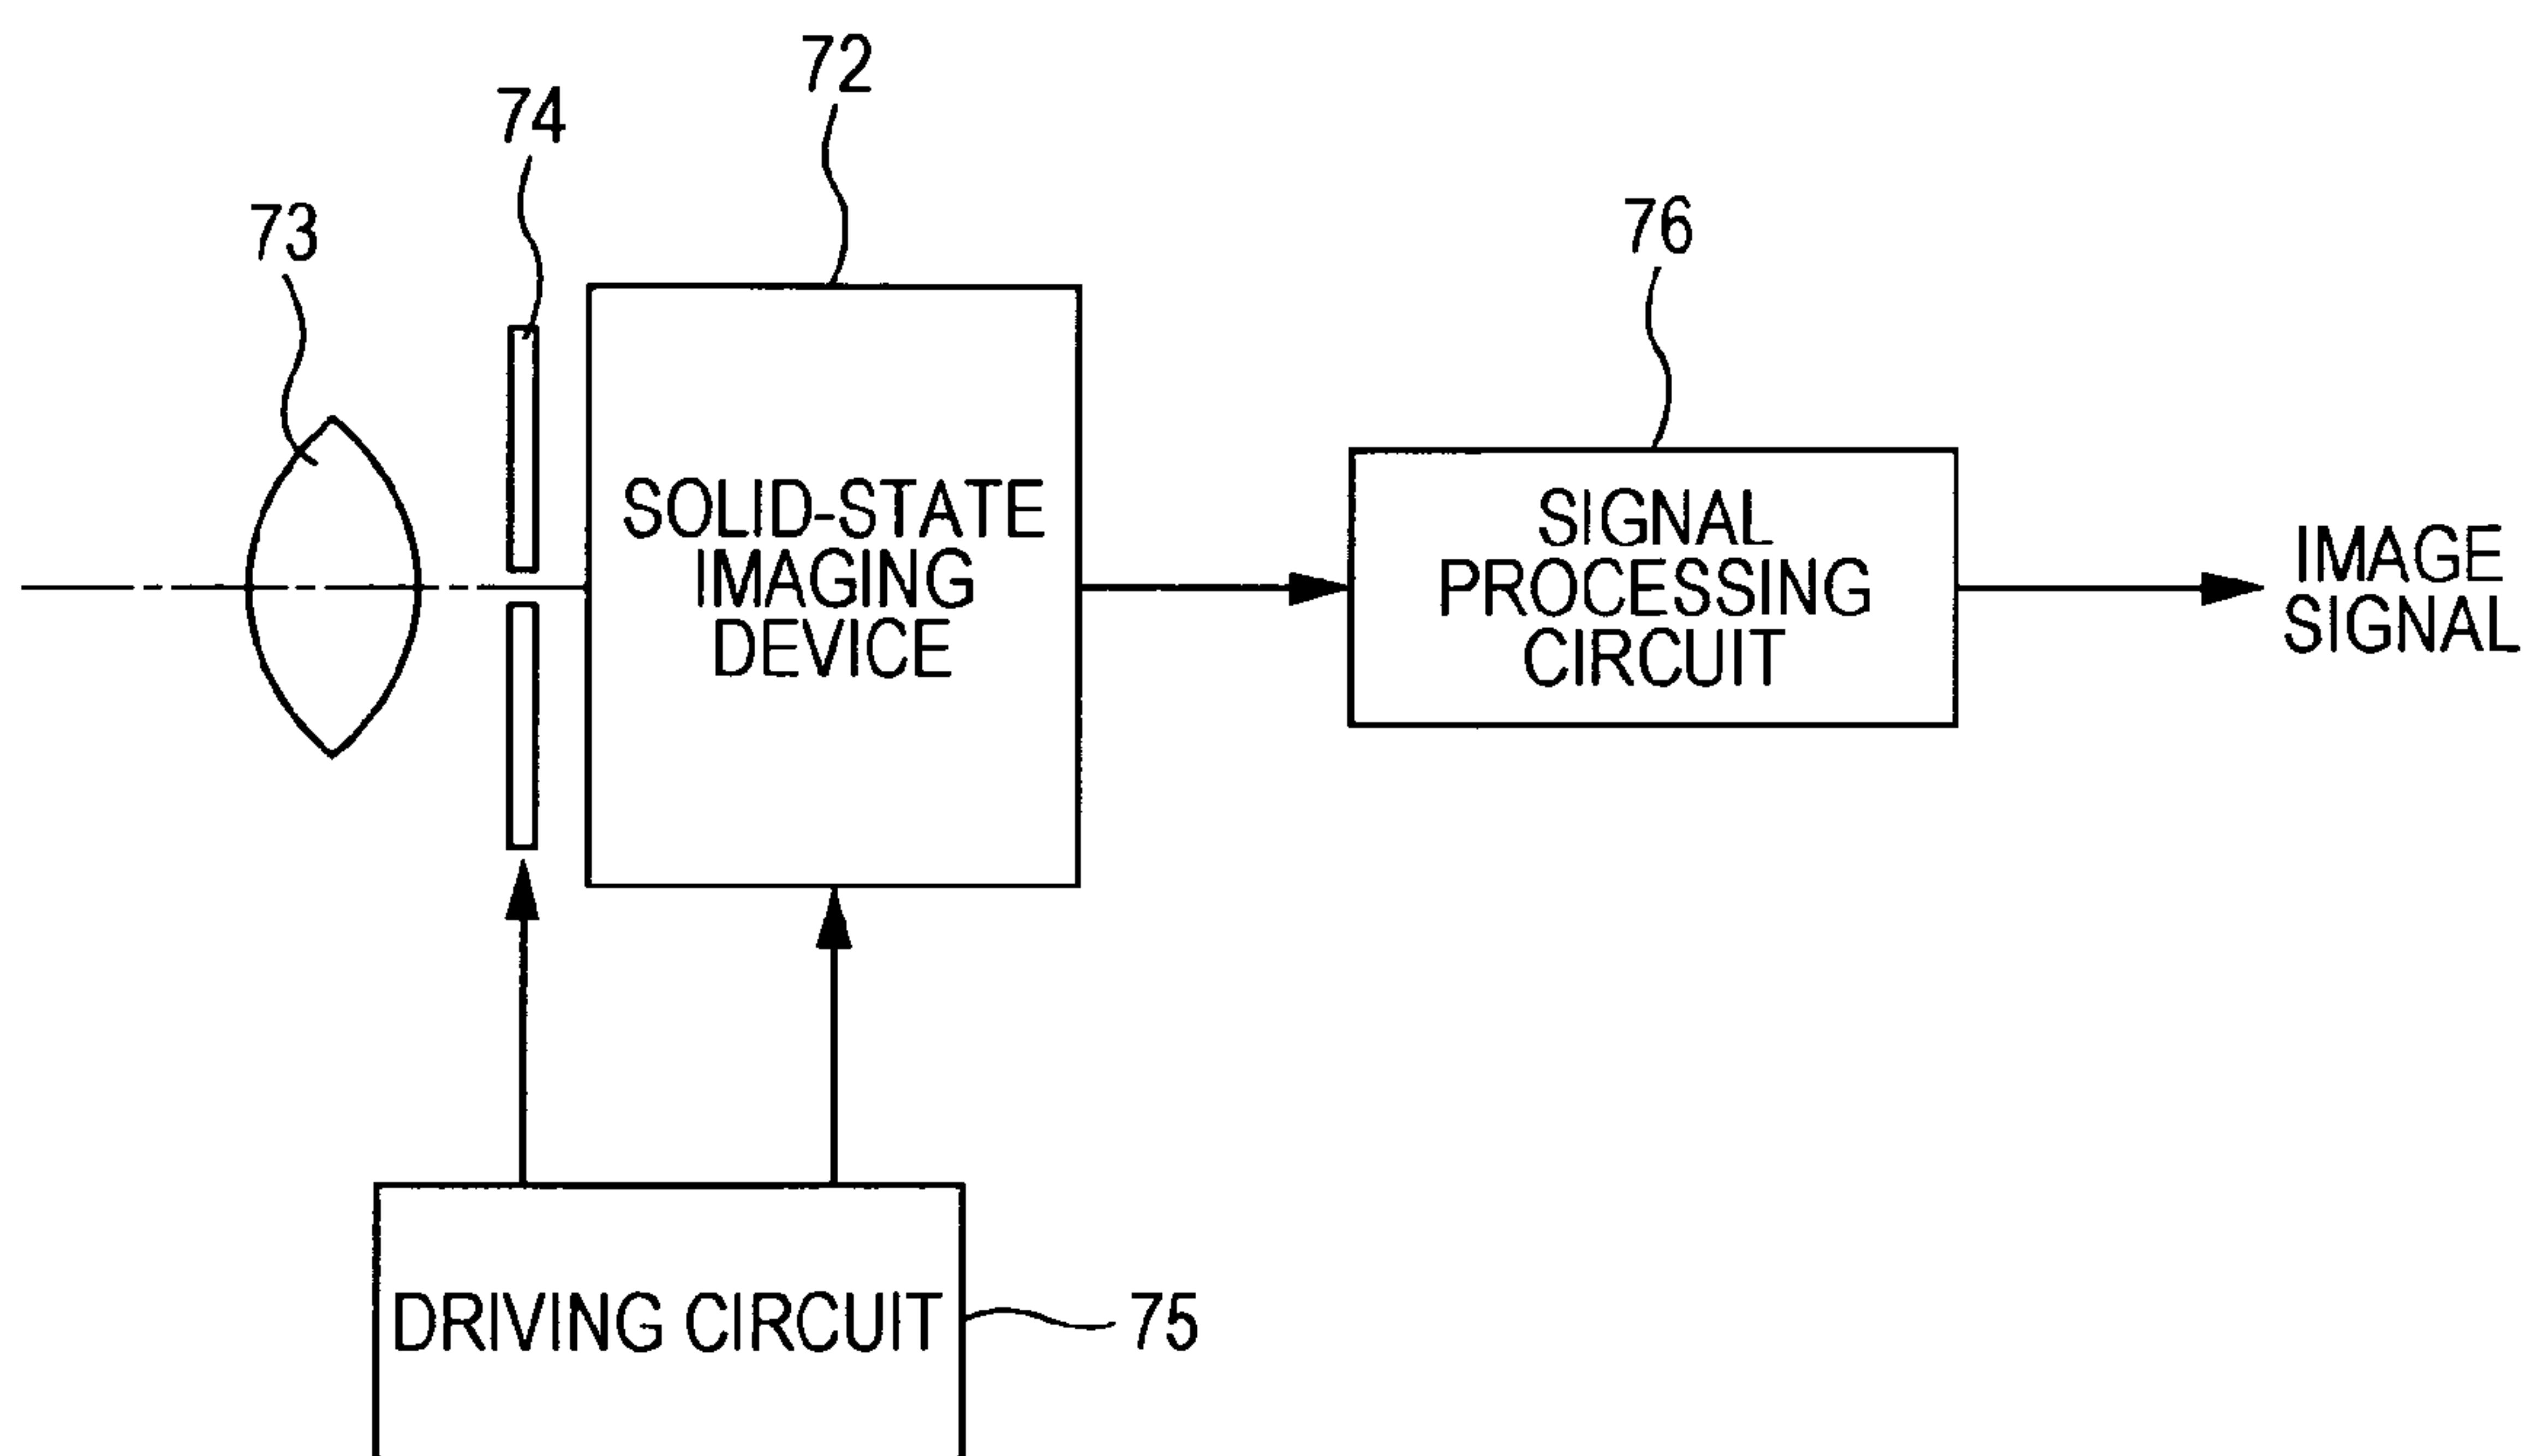 72
74
73
76
SOLID-STATE
IMAGING
DEVICE
SIGNAL
PROCESSING
CIRCUIT
IMAGE
SIGNAL
DRIVING CIRCUIT
75